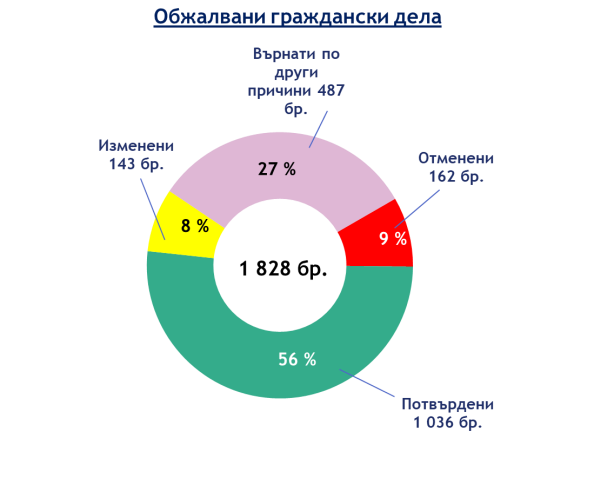 Обжалвани граждански дела
Върнати по
други
причини 487
бр.
Изменени
143 бр.
Отменени
162 бр.
27 %
8 %
9 %
1 828 бр.
56 %
Потвърдени
1 036 бр.